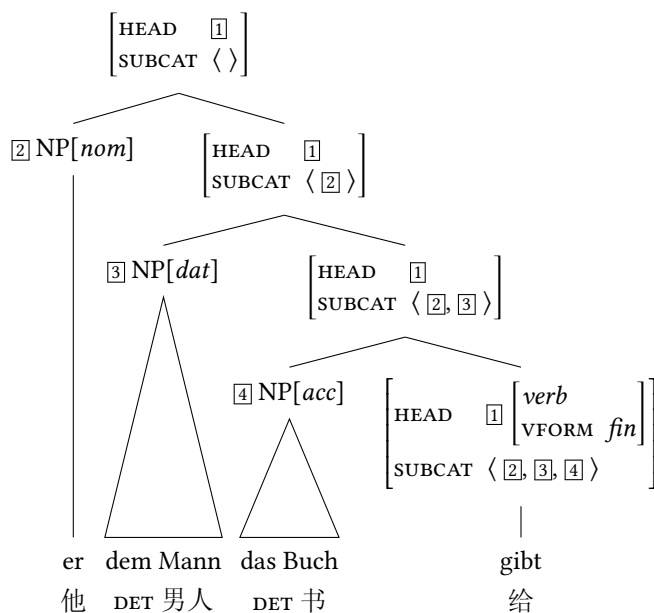 HEAD 1
SUBCAT ⟨ ⟩
2 NP[nom]
HEAD 1
SUBCAT ⟨ 2 ⟩
3 NP[dat]
HEAD 1
SUBCAT ⟨ 2, 3 ⟩
4 NP[acc]
HEAD 1 verb
VFORM fin
SUBCAT ⟨ 2, 3, 4 ⟩
er dem Mann das Buch gibt
他 DET 男人 DET 书 给